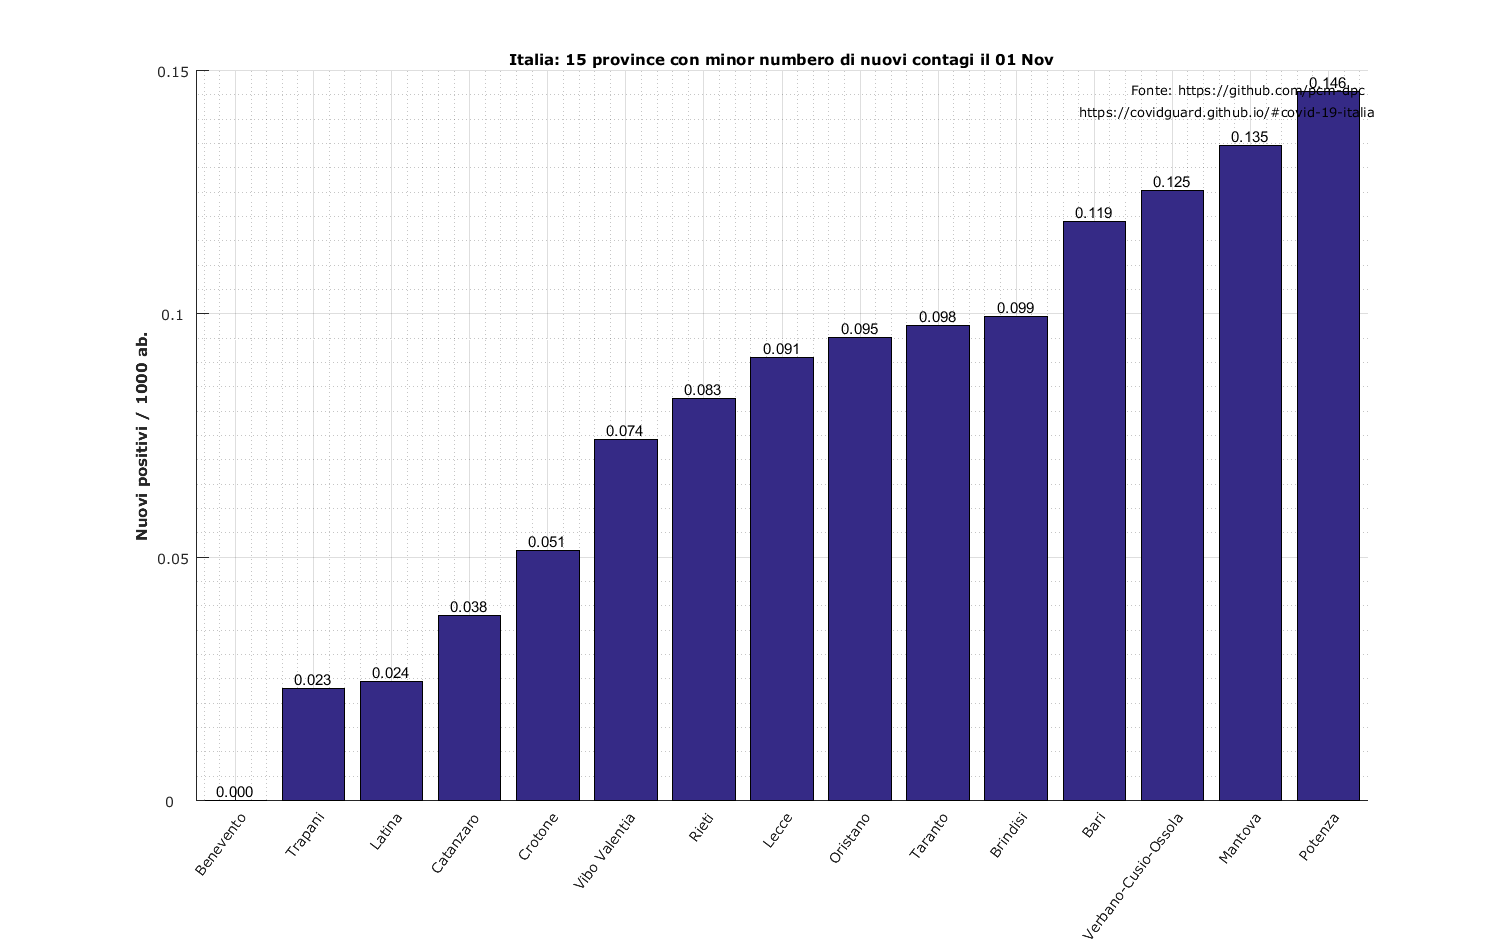 Italia: 15 province con minor numbero di nuovi contagi il 01 Nov
Fonte: https://github.com/pcm-dpc
https://covidguard.github.io/#covid-19-italia
Nuovi positivi / 1000 ab.
0.15
0.1
0.05
0
0.000
0.023
0.024
0.038
0.051
0.074
0.083
0.091
0.095
0.098
0.099
0.119
0.125
0.135
0.146
Benevento
Trapani
Latina
Catanzaro
Crotone
Vibo Valentia
Rieti
Lecce
Oristano
Taranto
Brindisi
Bari
Verbano-Cusio-Ossola
Mantova
Potenza